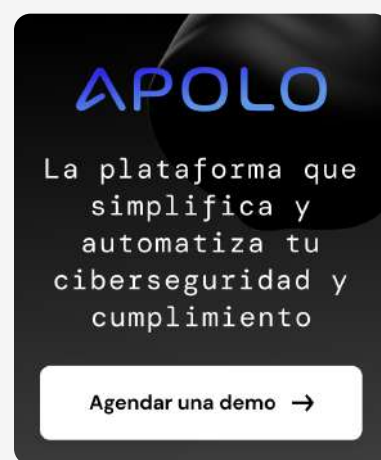 APOLO
La plataforma que
simplifica y
automatiza tu
ciberseguridad y
cumplimiento
Agendar una demo →